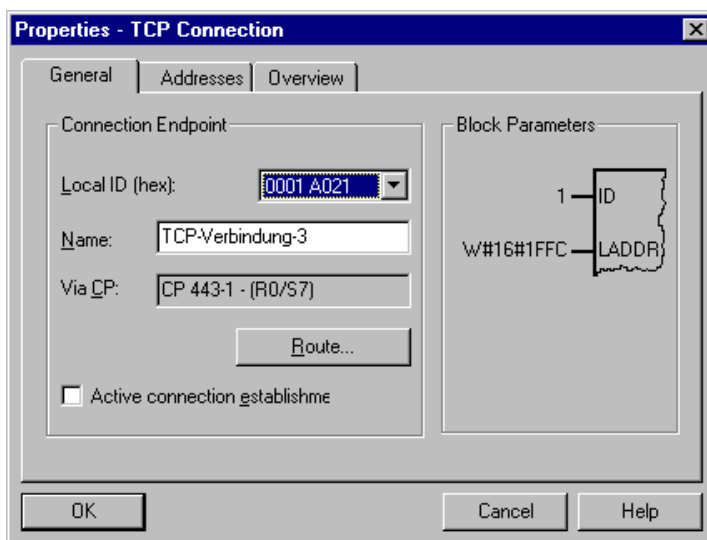 Properties - TCP Connection
General
Addresses
Overview
Connection Endpoint
Local ID (hex):
0001 A021
Name:
TCP-Verbindung-3
Via CP:
CP 443-1 - (R0/S7)
Route...
Active connection establishme
Block Parameters
1
ID
W#16#1FFC
LADDR
OK
Cancel
Help